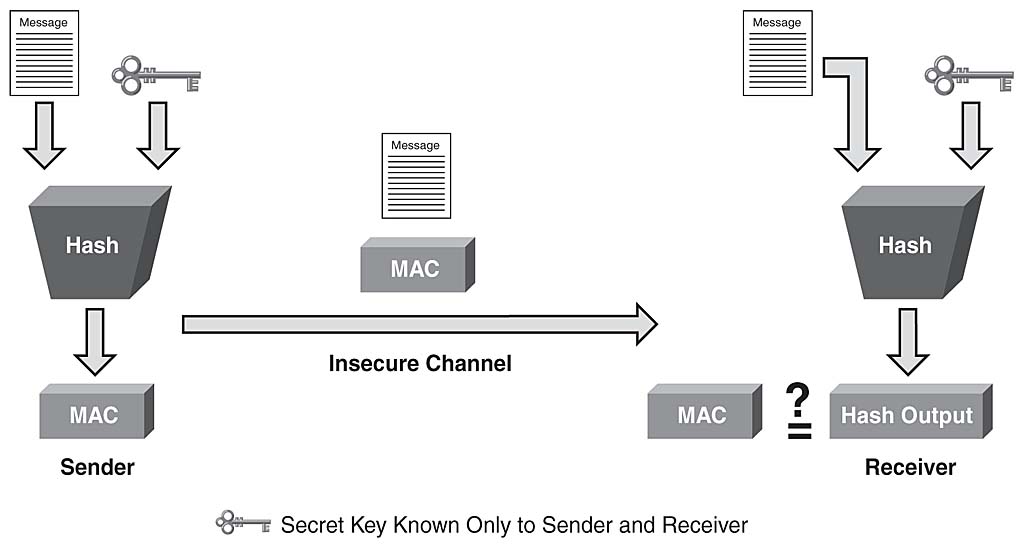 Message
Message
Message
Hash
MAC
Hash
Insecure Channel
MAC
MAC
?
=
Hash Output
Sender
Receiver
Secret Key Known Only to Sender and Receiver